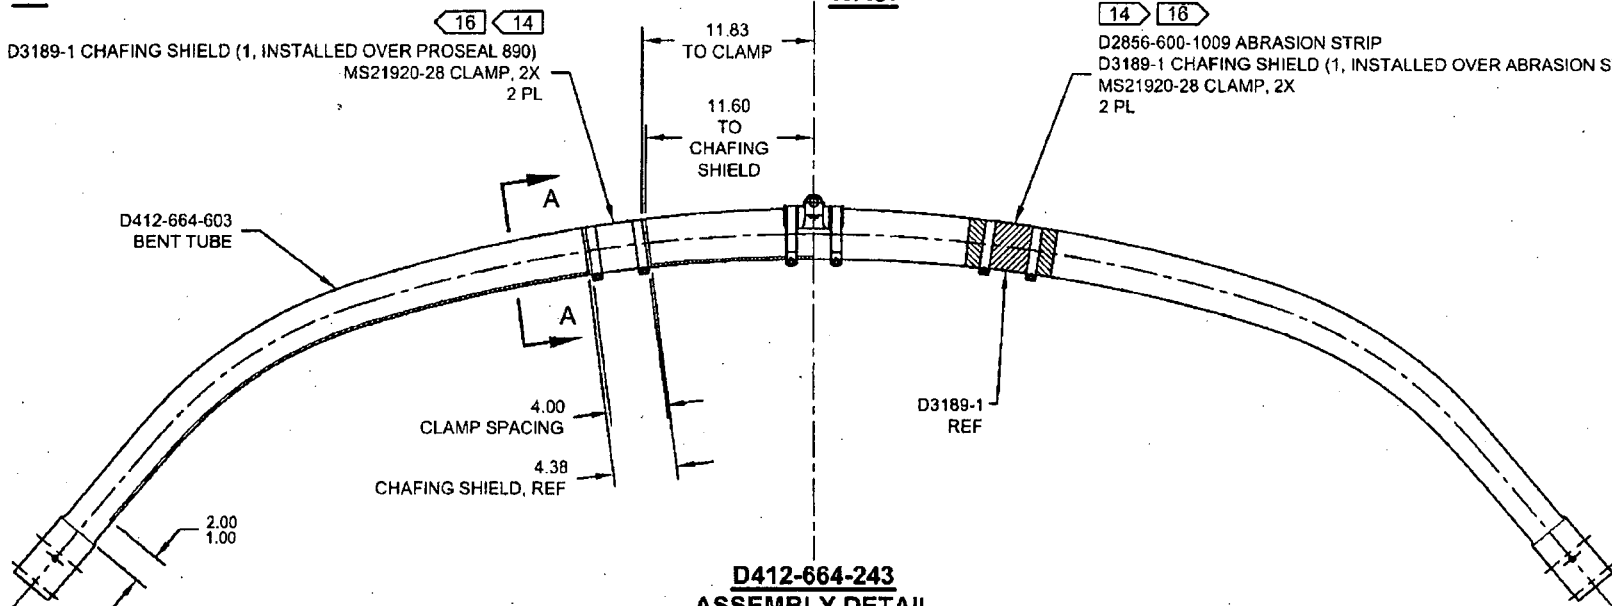 16 14
D3189-1 CHAFING SHIELD (1, INSTALLED OVER PROSEAL 890)
MS21920-28 CLAMP, 2X
2 PL
11.83
TO CLAMP
11.60
TO
CHAFING
SHIELD
14 16
D2856-600-1009 ABRASION STRIP
D3189-1 CHAFING SHIELD (1, INSTALLED OVER ABRASION S
MS21920-28 CLAMP, 2X
2 PL
A
D412-664-603
BENT TUBE
A
4.00
CLAMP SPACING
4.38
CHAFING SHIELD, REF
D3189-1
REF
2.00
1.00
D412-664-243
ASSEMBLY DETAIL